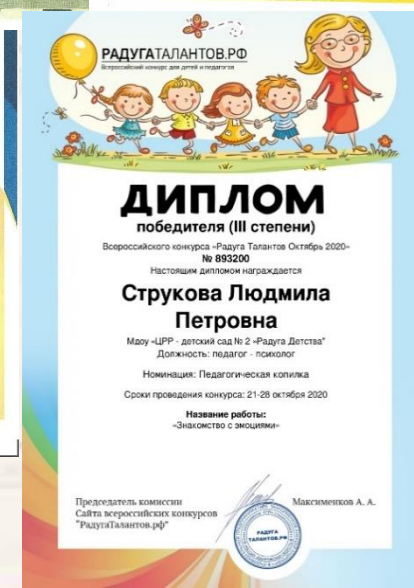 РАДУГАТАЛАНТОВ.РФ
Всероссийский конкурс для детей и педагогов
ДИПЛОМ
победителя (III степени)
Всероссийского конкурса «Радуга Талантов Октябрь 2020»
№ 893200
Настоящим дипломом награждается
Струкова Людмила
Петровна
Мдоу «ЦРР - детский сад № 2 »Радуга Детства"
Должность: педагог - психолог
Номинация: Педагогическая копилка
Сроки проведения конкурса: 21-28 октября 2020
Название работы:
«Знакомство с эмоциями»
Председатель комиссии
Сайта всероссийских конкурсов
"РадугаТалантов.рф"
Максименков А. А.
РАДУГА
ТАЛАНТОВ.РФ